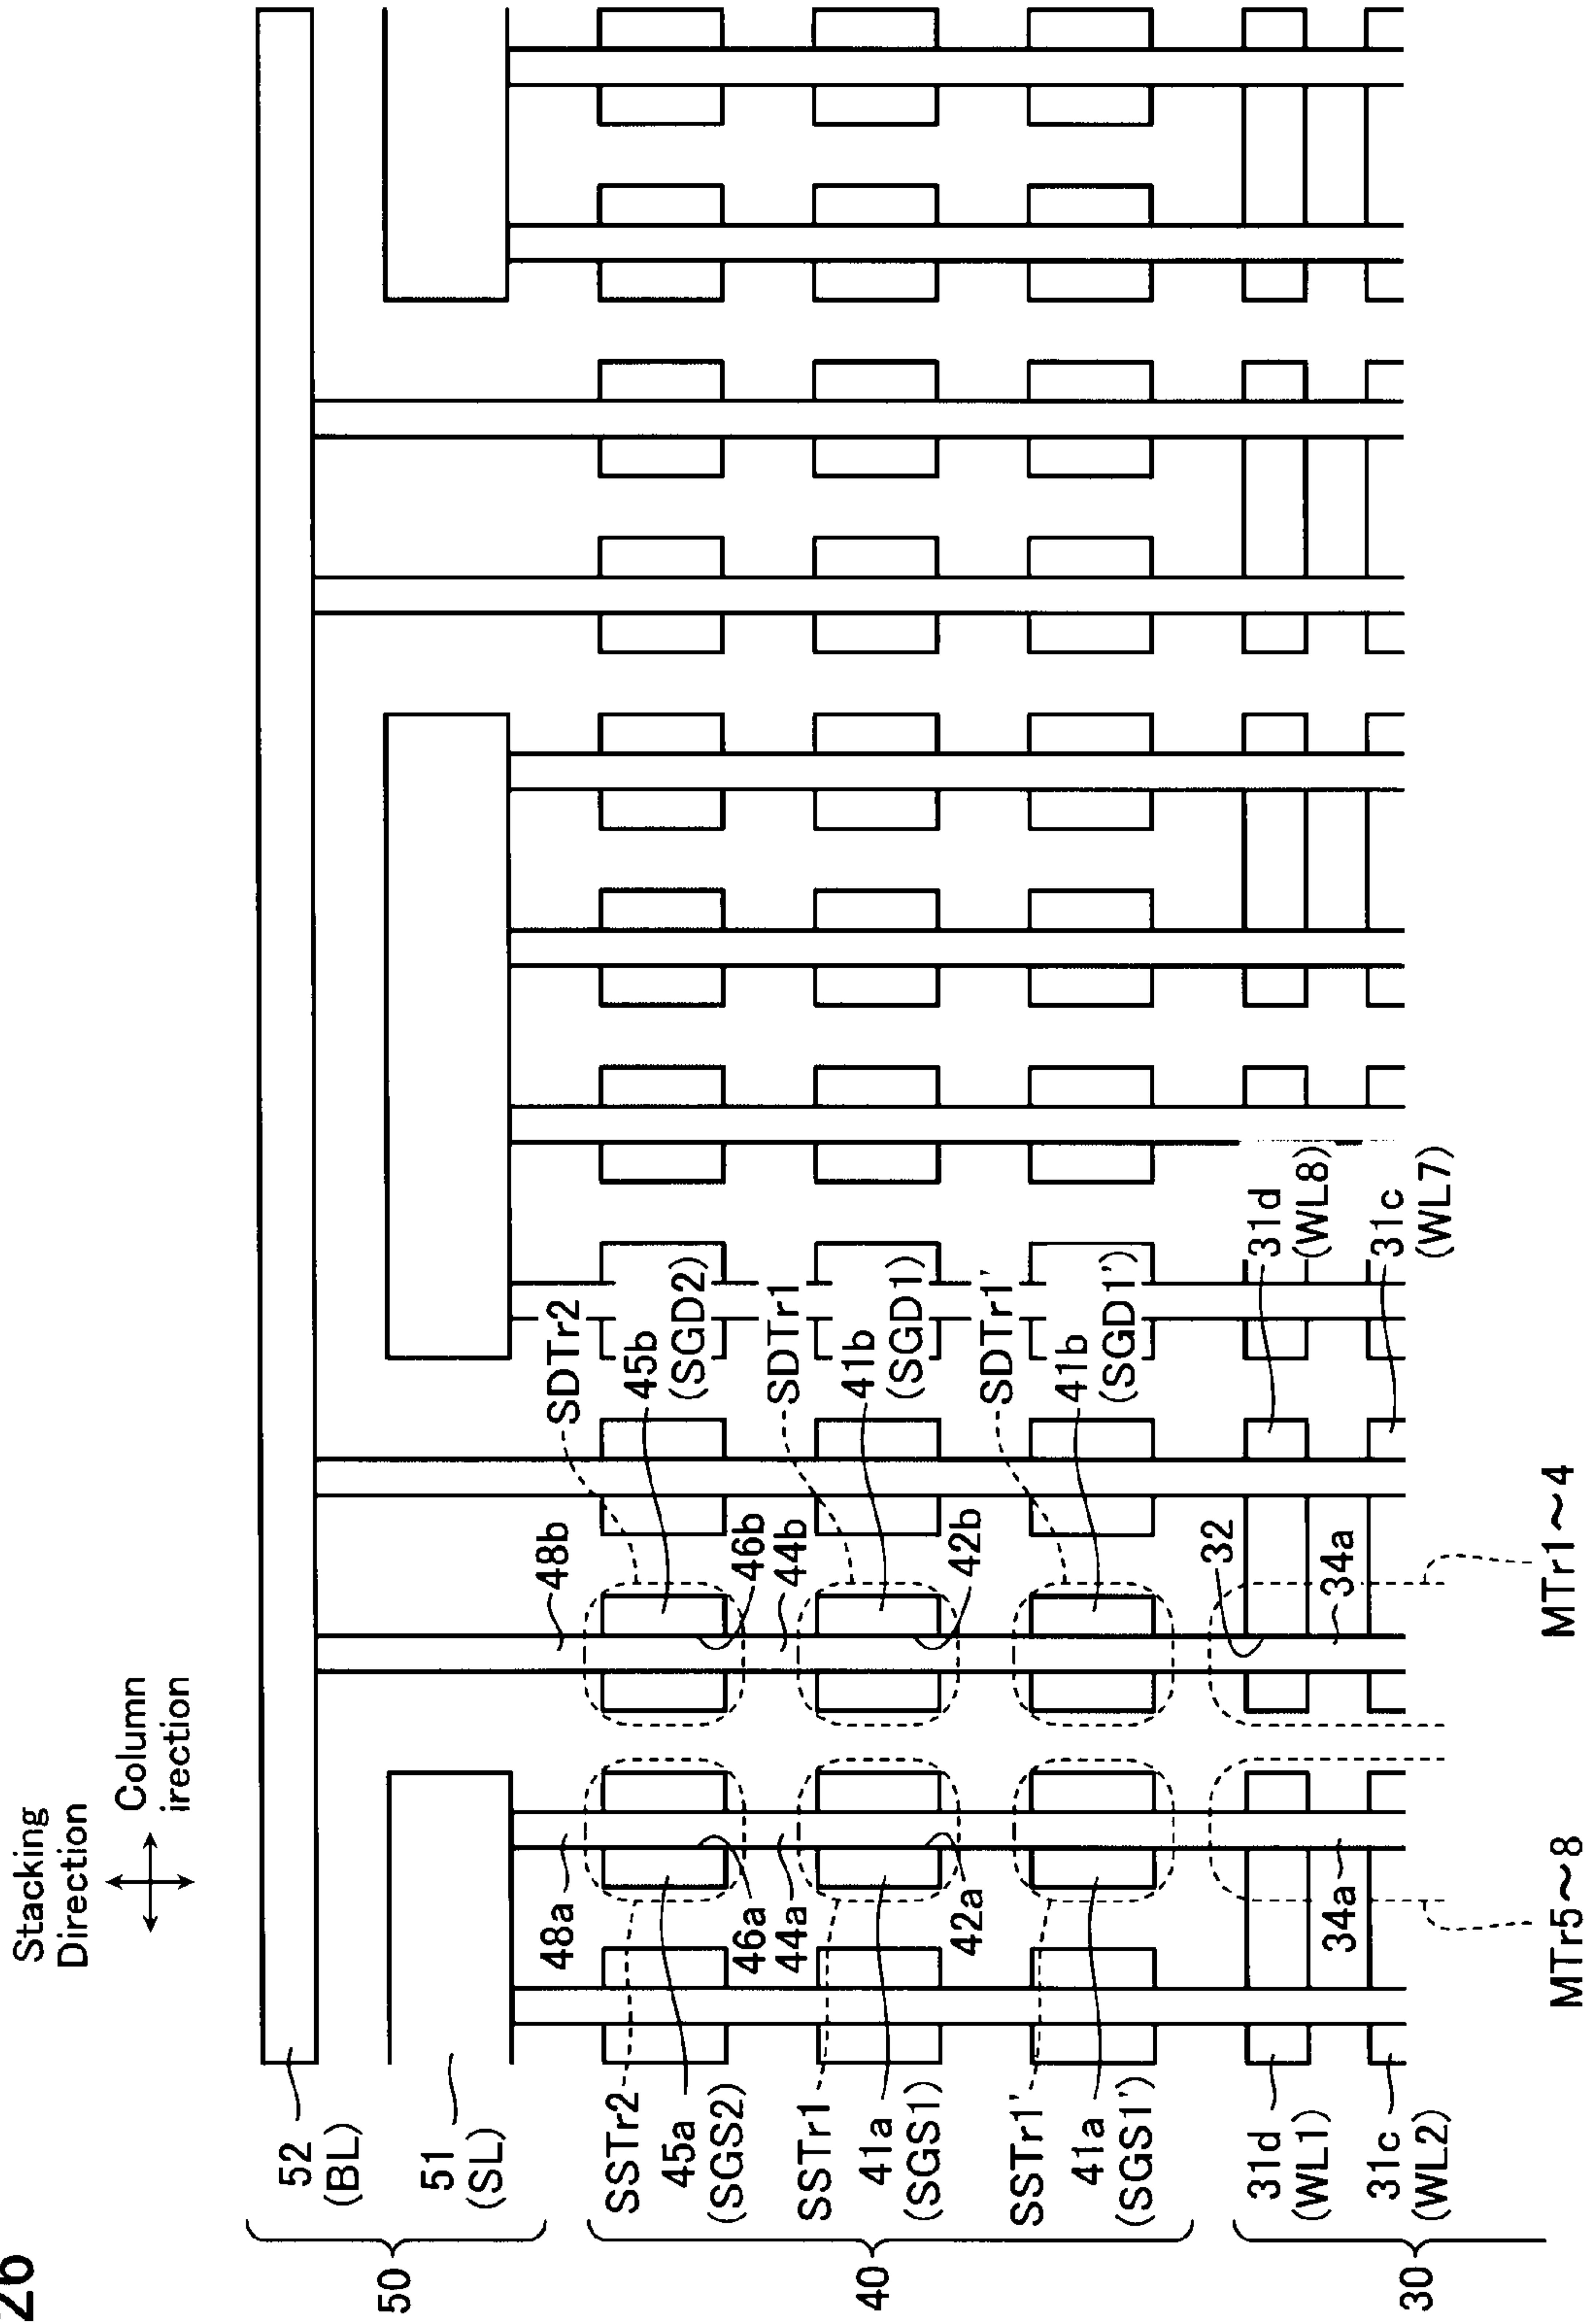 26
Stacking
Direction
Column
irection
50
52
(BL)
51
(SL)
40
SSTr2
45a
(SGS2)
SSTr1
41a
(SGS1)
SSTr1'
41a
(SGS1')
30
31d
(WL1)
31c
(WL2)
48a
46a
44a
42a
34a
MTr5~8
48b
46b
44b
42b
32
34a
MTr1~4
SDTr2
45b
(SGD2)
SDTr1
41b
(SGD1)
SDTr1'
41b
(SGD1')
31d
(WL8)
31c
(WL7)